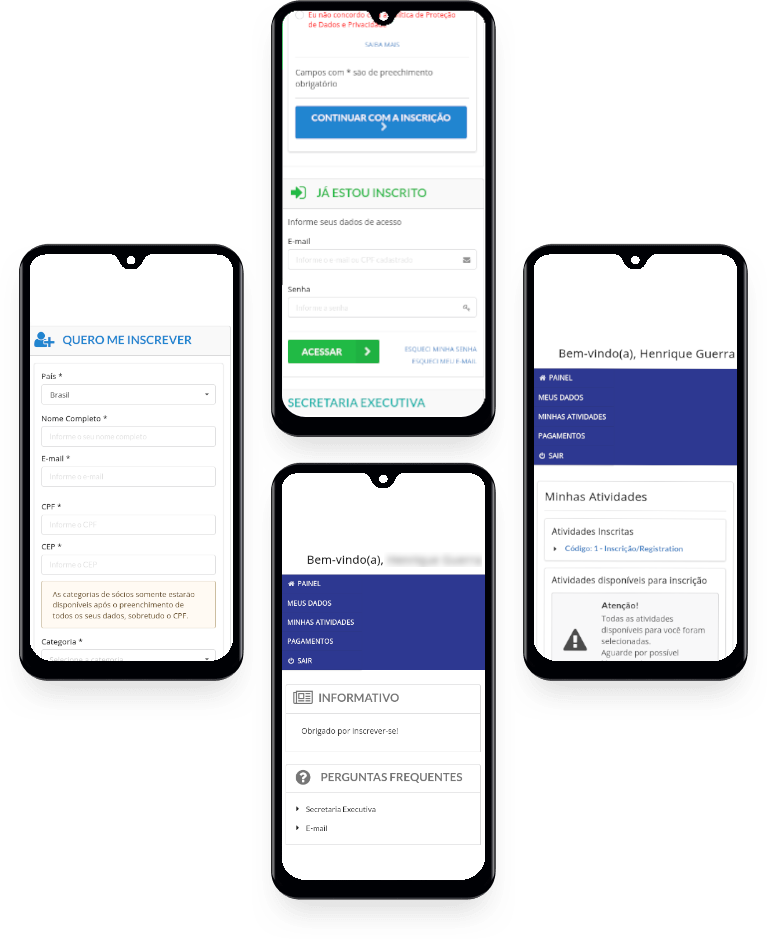 Eu não concordo com a Política de Proteção
de Dados e Privacidade
SAIBA MAIS
Campos com * são de preechimento
obrigatório
CONTINUAR COM A INSCRIÇÃO
JÁ ESTOU INSCRITO
Informe seus dados de acesso
E-mail
Informe o e-mail ou CPF cadastrado
Senha
Informe a senha
ACESSAR
ESQUECI MINHA SENHA
ESQUECI MEU E-MAIL
SECRETARIA EXECUTIVA
QUERO ME INSCREVER
País *
Brasil
Nome Completo *
Informe o seu nome completo
E-mail *
Informe o e-mail
CPF *
Informe o CPF
CEP *
Informe o CEP
As categorias de sócios somente estarão
disponíveis após o preenchimento de
todos os seus dados, sobretudo o CPF.
Categoria *
Selecione a categoria
Bem-vindo(a), Henrique Guerra
PAINEL
MEUS DADOS
MINHAS ATIVIDADES
PAGAMENTOS
SAIR
Minhas Atividades
Atividades Inscritas
Código: 1 - Inscrição/Registration
Atividades disponíveis para inscrição
Atenção!
Todas as atividades
disponíveis para você foram
selecionadas.
Aguarde por possível
Bem-vindo(a),
PAINEL
MEUS DADOS
MINHAS ATIVIDADES
PAGAMENTOS
SAIR
INFORMATIVO
Obrigado por inscrever-se!
PERGUNTAS FREQUENTES
Secretaria Executiva
E-mail